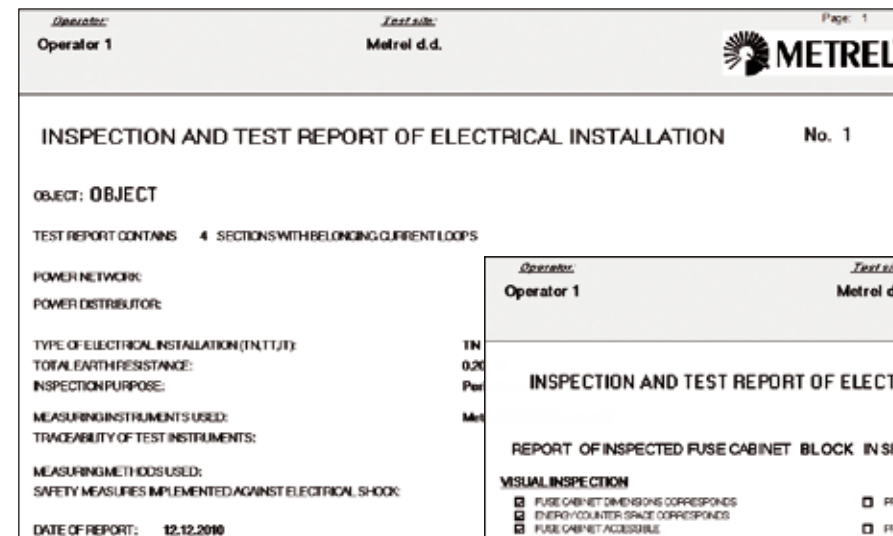 Operator: Test site: Page: 1
Operator 1 Metrel d.d. METREL
INSPECTION AND TEST REPORT OF ELECTRICAL INSTALLATION No. 1
OBJECT: OBJECT
TEST REPORT CONTAINS 4 SECTIONS WITH BELONGING CURRENT LOOPS
POWER NETWORK:
POWER DISTRIBUTOR:
TYPE OF ELECTRICAL INSTALLATION (TN,TT,IT): TN
TOTAL EARTH RESISTANCE: 0.20
INSPECTION PURPOSE:
MEASURING INSTRUMENTS USED:
TRACEABILITY OF TEST INSTRUMENTS:
MEASURING METHODS USED:
SAFETY MEASURES IMPLEMENTED AGAINST ELECTRICAL SHOCK:
DATE OF REPORT: 12.12.2010
Operator: Test
Operator 1 Metrel
INSPECTION AND TEST REPORT OF ELECT
REPORT OF INSPECTED FUSE CABINET BLOCK IN
VISUAL INSPECTION
FUSE CABINET DIMENSIONS CORRESPONDS
ENERGY COUNTER SPACE CORRESPONDS
FUSE CABINET ACCESSIBLE